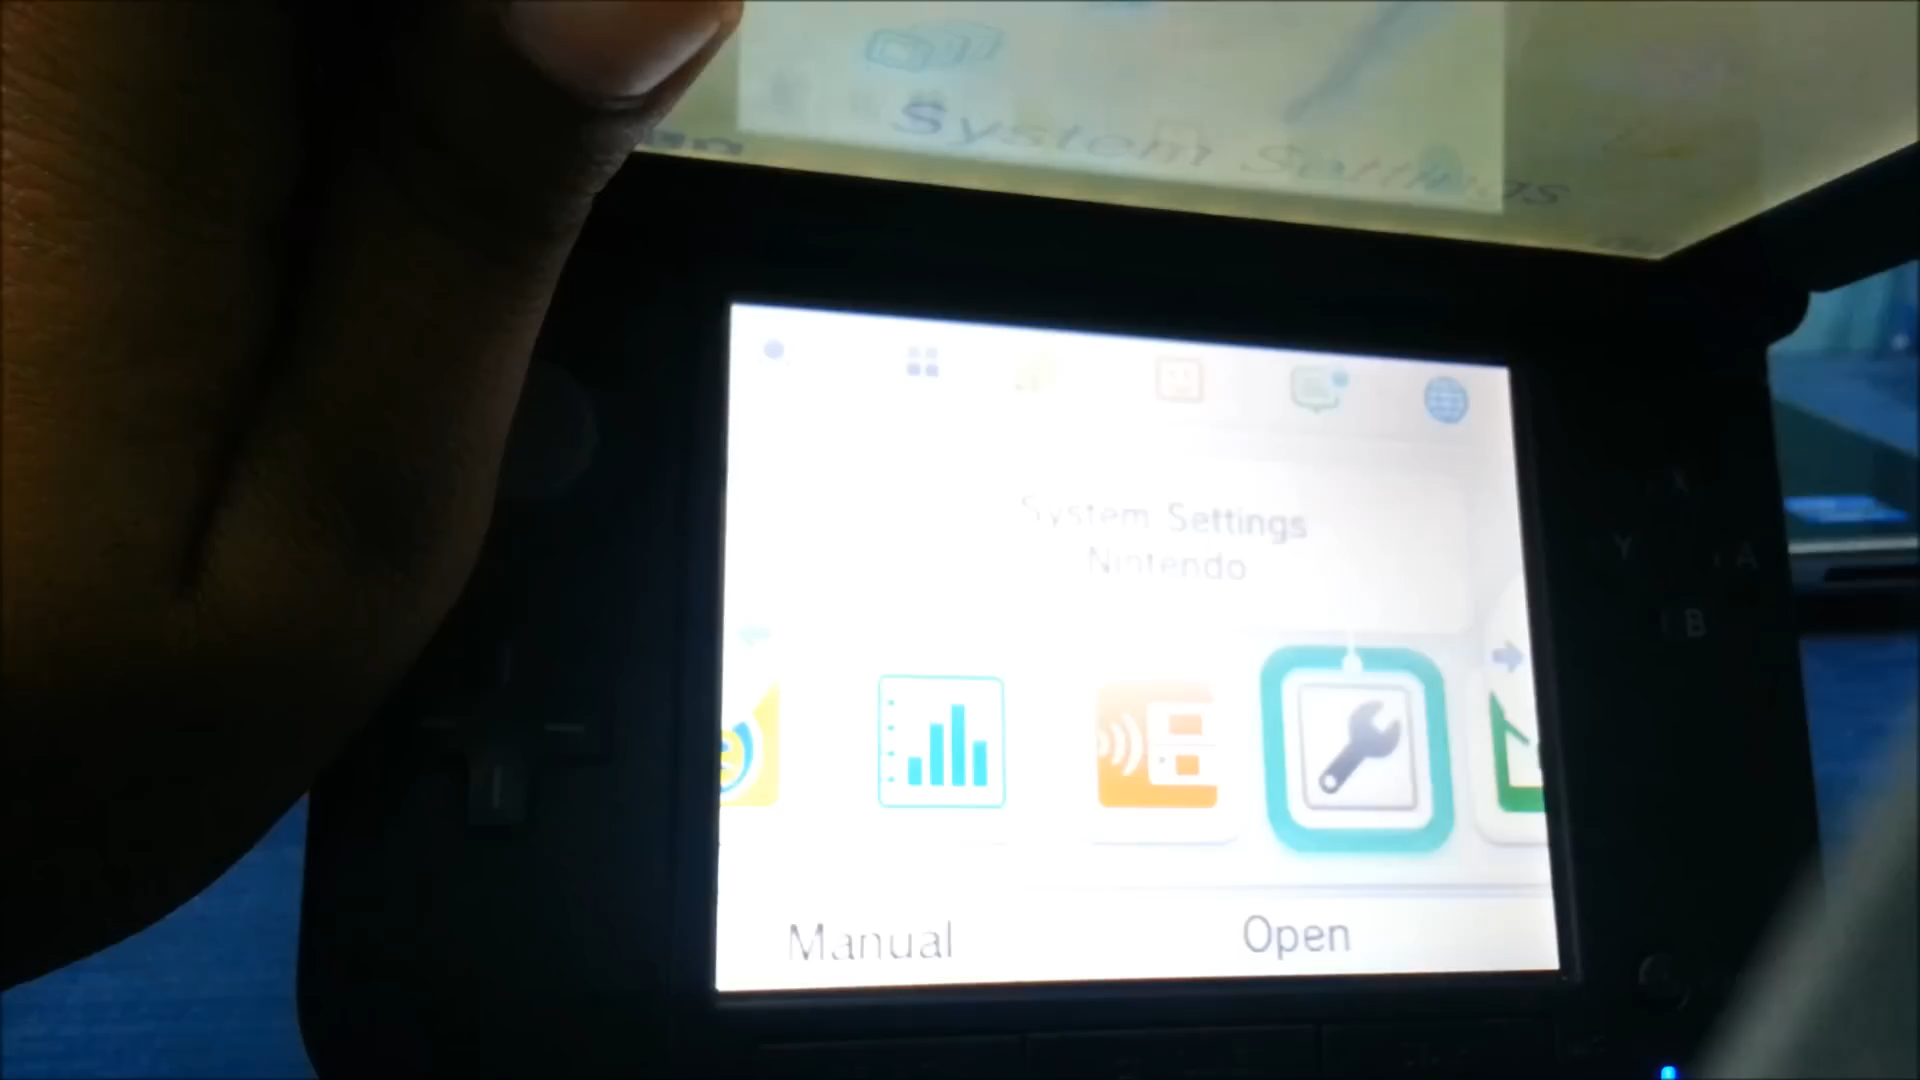 System Settings
System Settings
Nintendo
Manual
Open
X
Y
A
B